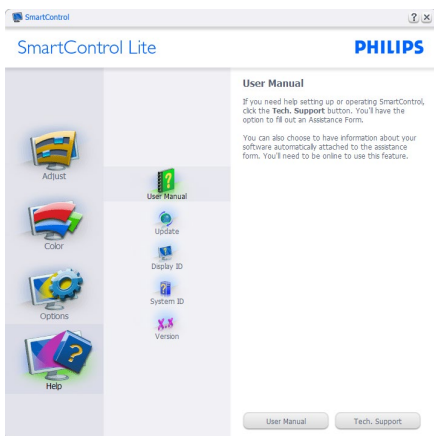 SmartControl
SmartControl Lite
PHILIPS
Adjust
Color
Options
Help
User Manual
Update
Display ID
System ID
Version
User Manual
If you need help setting up or operating SmartControl,
click the Tech. Support button. You'll have the
option to fill out an Assistance Form.
You can also choose to have information about your
software automatically attached to the assistance
form. You'll need to be online to use this feature.
User Manual
Tech. Support